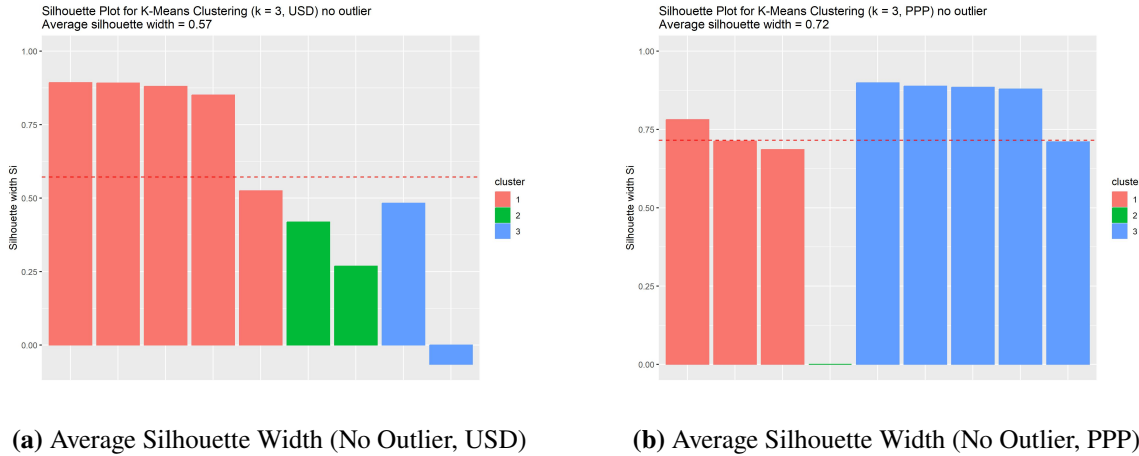 Silhouette Plot for K-Means Clustering (k = 3, USD) no outlier
Average silhouette width = 0.57
1.00
0.75
0.50
0.25
0.00
Silhouette width Si
cluster
1
2
3
(a) Average Silhouette Width (No Outlier, USD)
Silhouette Plot for K-Means Clustering (k = 3, PPP) no outlier
Average silhouette width = 0.72
1.00
0.75
0.50
0.25
0.00
Silhouette width Si
cluste
1
2
3
(b) Average Silhouette Width (No Outlier, PPP)